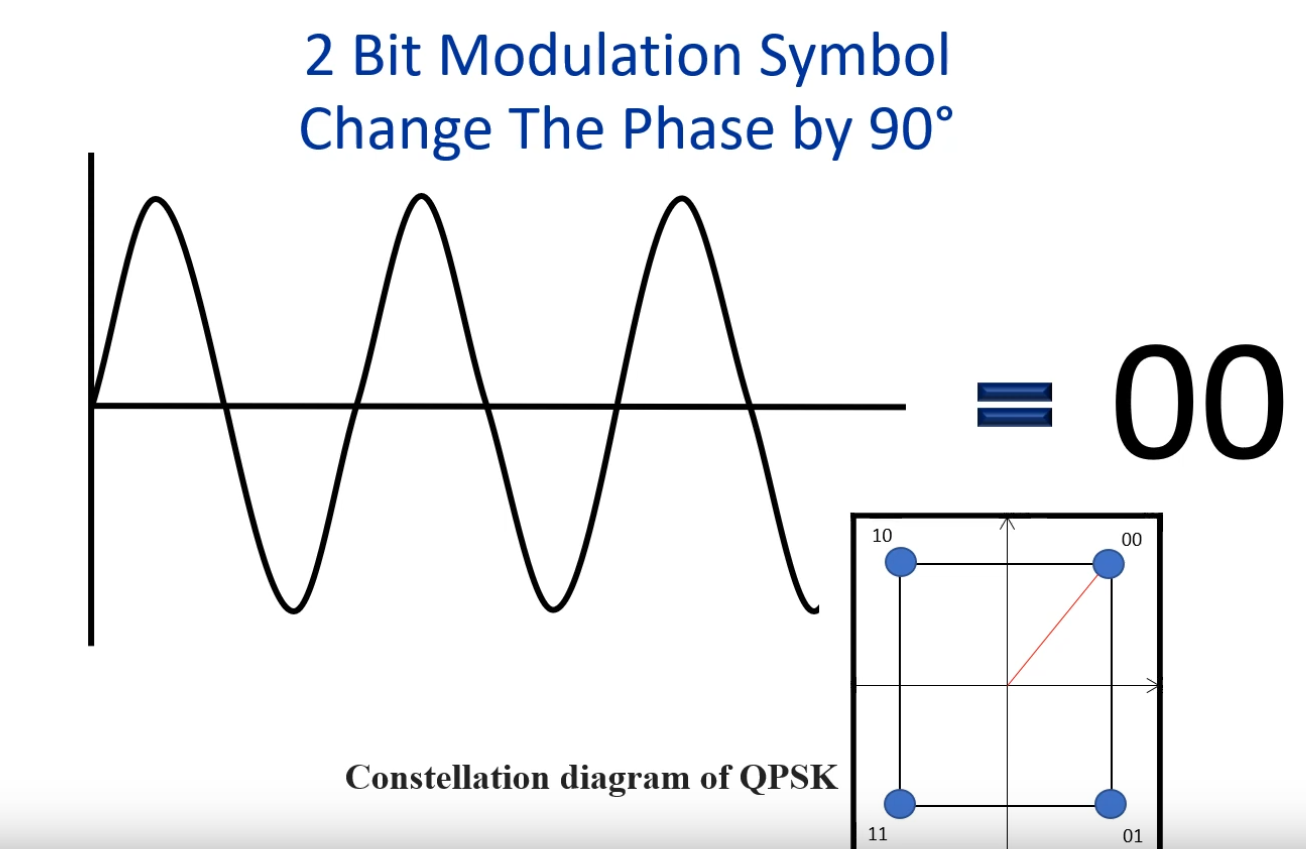 2 Bit Modulation Symbol
Change The Phase by 90°
= 00
10
00
Constellation diagram of QPSK
11
01